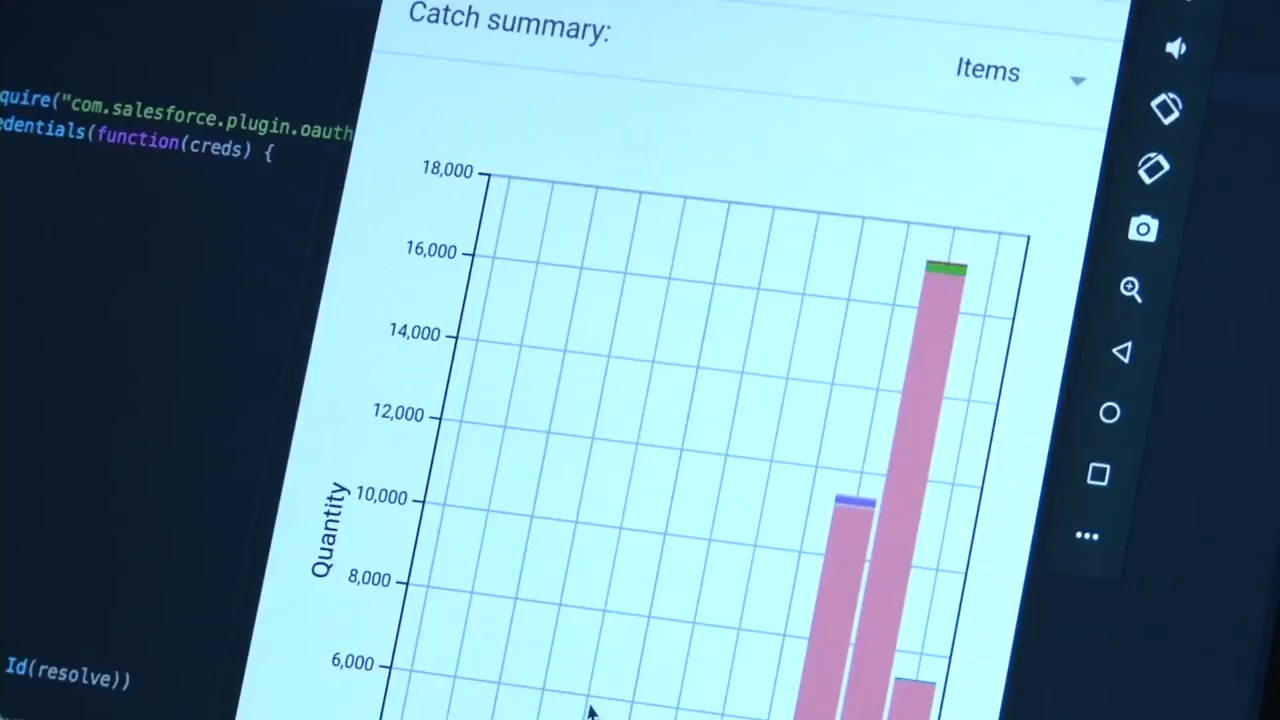 Catch summary:
Items
quire("com.salesforce.plugin.oauth
edentials(function(creds) {
18,000
16,000
14,000
12,000
10,000
8,000
6,000
Quantity
Id(resolve))